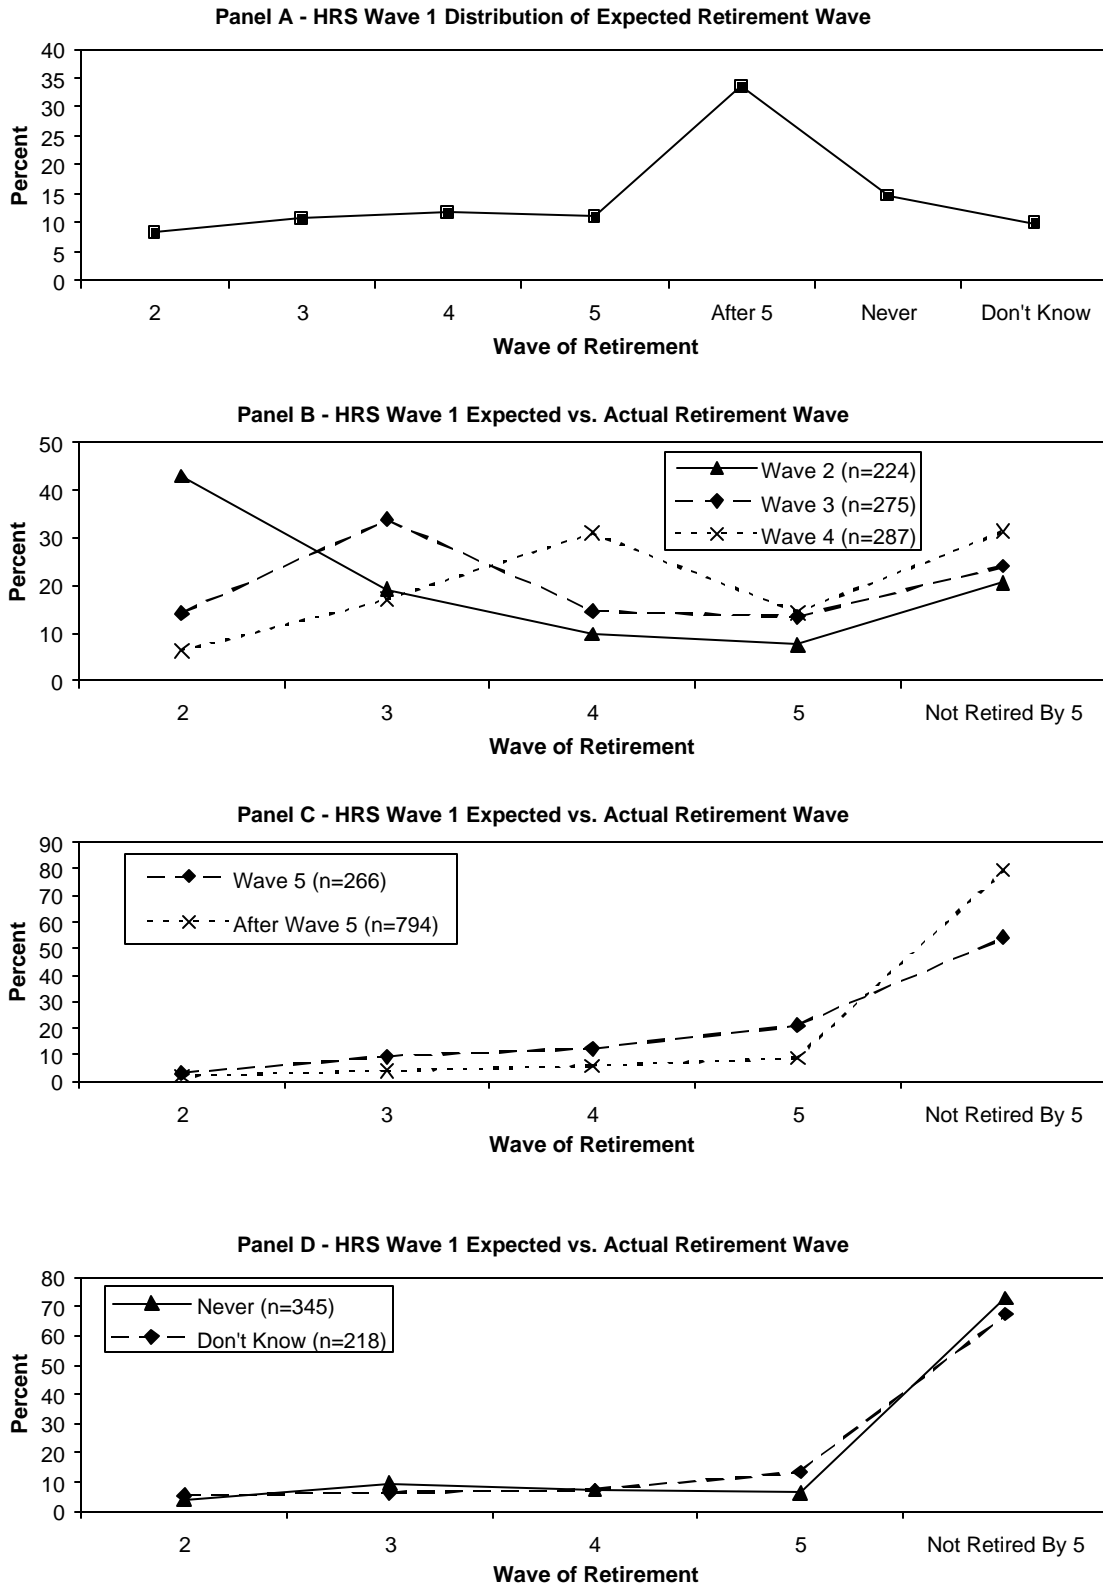 Panel A - HRS Wave 1 Distribution of Expected Retirement Wave
40
35
30
25
20
15
10
5
0
Percent
2 3 4 5 After 5 Never Don't Know
Wave of Retirement
Panel B - HRS Wave 1 Expected vs. Actual Retirement Wave
50
40
30
20
10
0
Percent
Wave 2 (n=224)
Wave 3 (n=275)
Wave 4 (n=287)
2 3 4 5 Not Retired By 5
Wave of Retirement
Panel C - HRS Wave 1 Expected vs. Actual Retirement Wave
90
80
70
60
50
40
30
20
10
0
Percent
Wave 5 (n=266)
After Wave 5 (n=794)
2 3 4 5 Not Retired By 5
Wave of Retirement
Panel D - HRS Wave 1 Expected vs. Actual Retirement Wave
80
70
60
50
40
30
20
10
0
Percent
Never (n=345)
Don't Know (n=218)
2 3 4 5 Not Retired By 5
Wave of Retirement